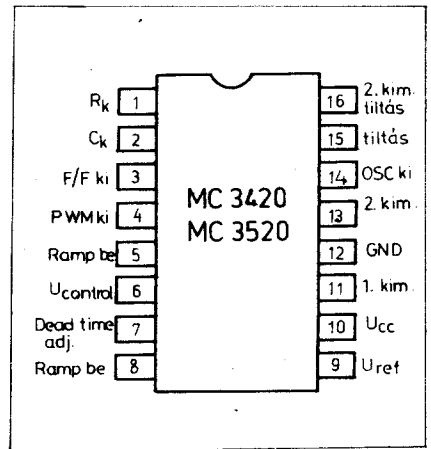 Rk 1
Ck 2
F/F ki 3
PWM ki 4
Ramp be 5
Ucontrol 6
Dead time
adj. 7
Ramp be 8
MC 3420
MC 3520
16 2. kim.
tiltás
15 tiltás
14 OSC ki
13 2. kim.
12 GND
11 1. kim.
10 Ucc
9 Uref